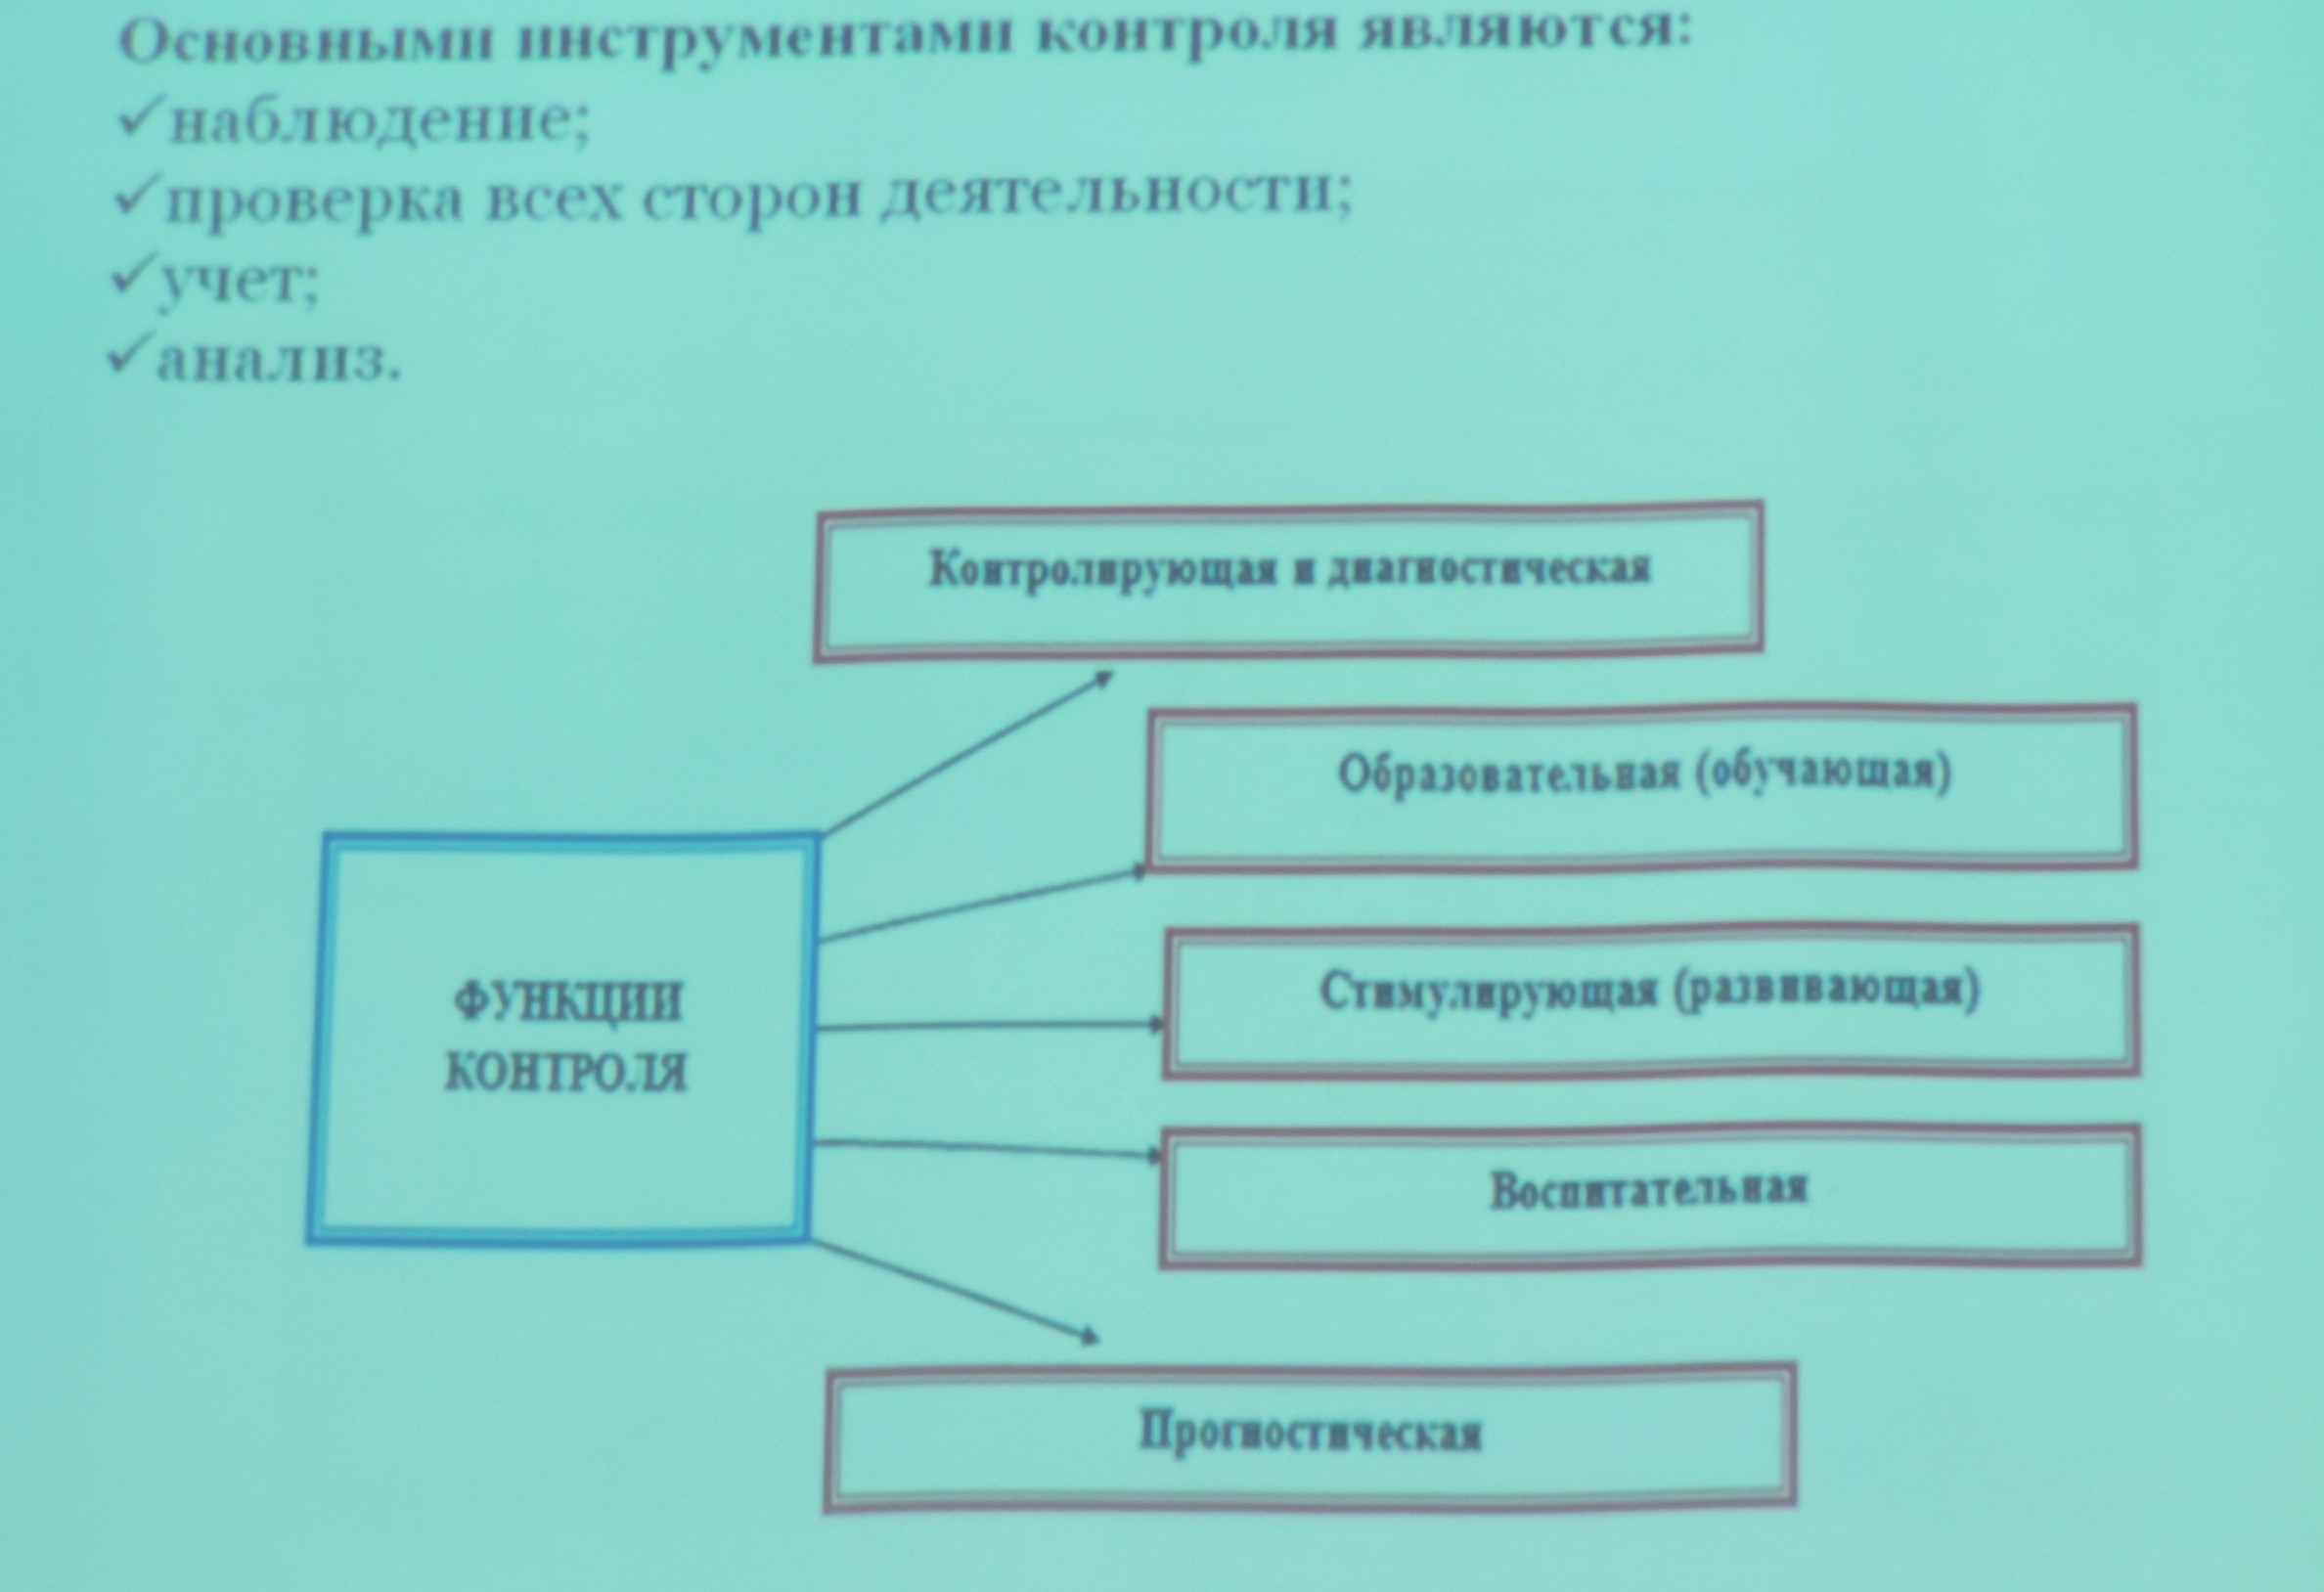 Основными инструментами контроля являются:
✓наблюдение;
✓проверка всех сторон деятельности;
✓учет;
✓анализ.
Контролирующая и диагностическая
Образовательная (обучающая)
ФУНКЦИИ
КОНТРОЛЯ
Стимулирующая (развивающая)
Воспитательная
Прогностическая